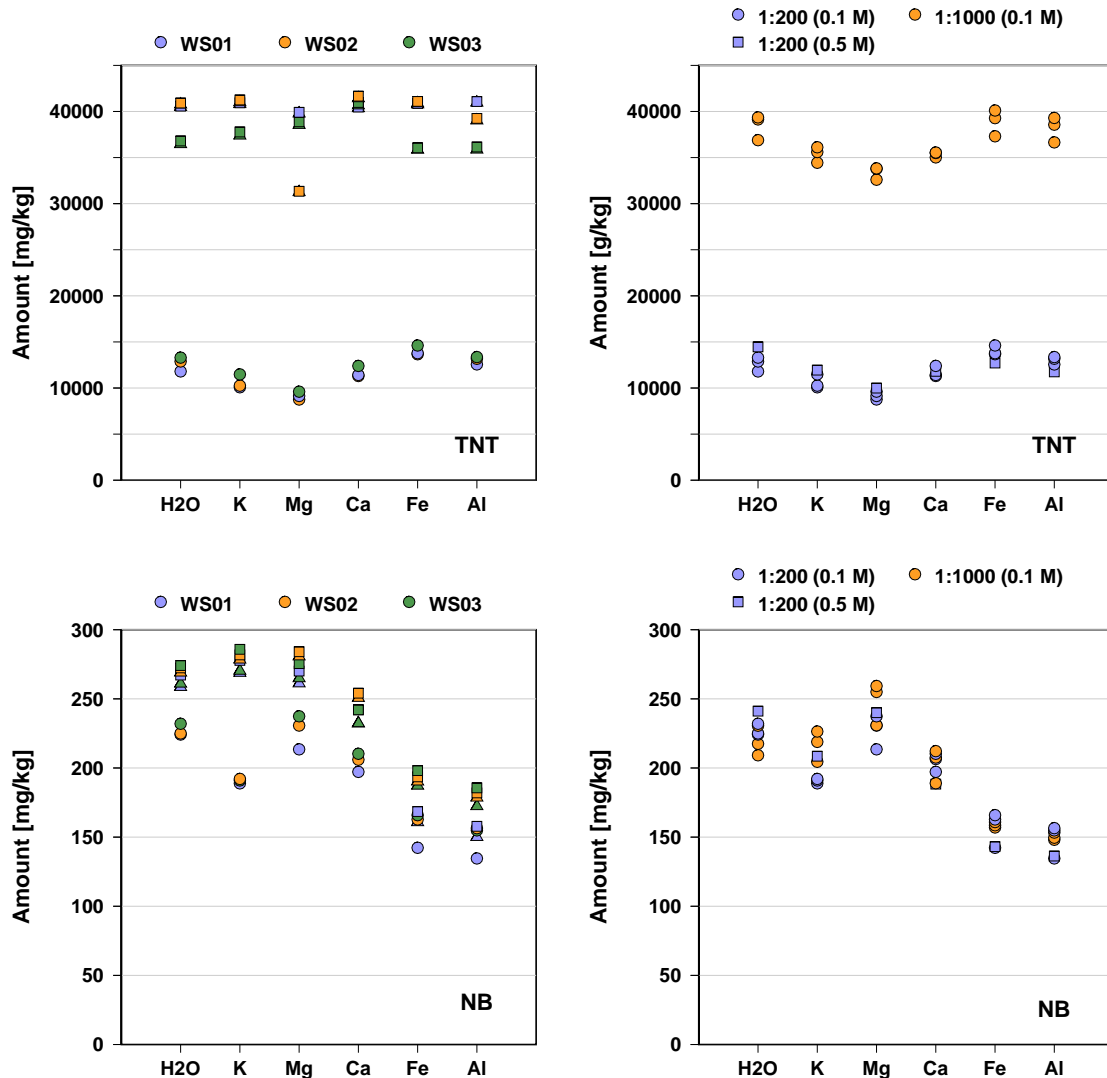 WS01 WS02 WS03
40000
30000
20000
10000
0
Amount [mg/kg]
TNT
H2O K Mg Ca Fe Al
1:200 (0.1 M) 1:1000 (0.1 M)
1:200 (0.5 M)
40000
30000
20000
10000
0
Amount [g/kg]
TNT
H2O K Mg Ca Fe Al
WS01 WS02 WS03
300
250
200
150
100
50
0
Amount [mg/kg]
NB
H2O K Mg Ca Fe Al
1:200 (0.1 M) 1:1000 (0.1 M)
1:200 (0.5 M)
300
250
200
150
100
50
0
Amount [mg/kg]
NB
H2O K Mg Ca Fe Al